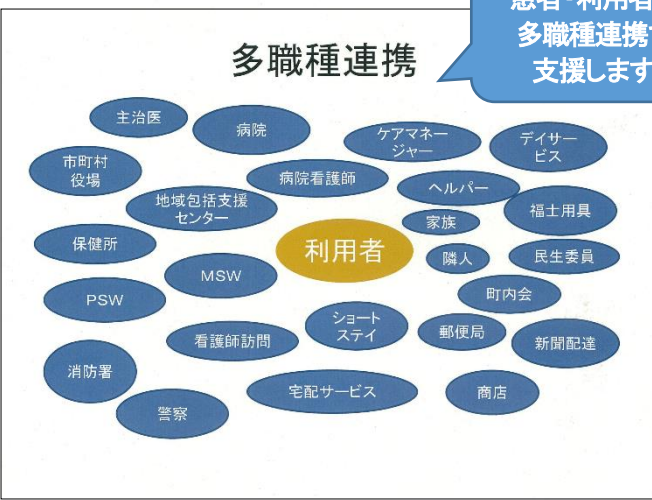 患者・利用者
多職種連携
支援します
多職種連携
主治医
病院
ケアマネー
ジャー
デイサー
ビス
市町村
役場
病院看護師
ヘルパー
地域包括支援
センター
家族
福士用具
保健所
利用者
隣人
民生委員
MSW
町内会
PSW
ショート
ステイ
看護師訪問
郵便局
新聞配達
消防署
宅配サービス
商店
警察